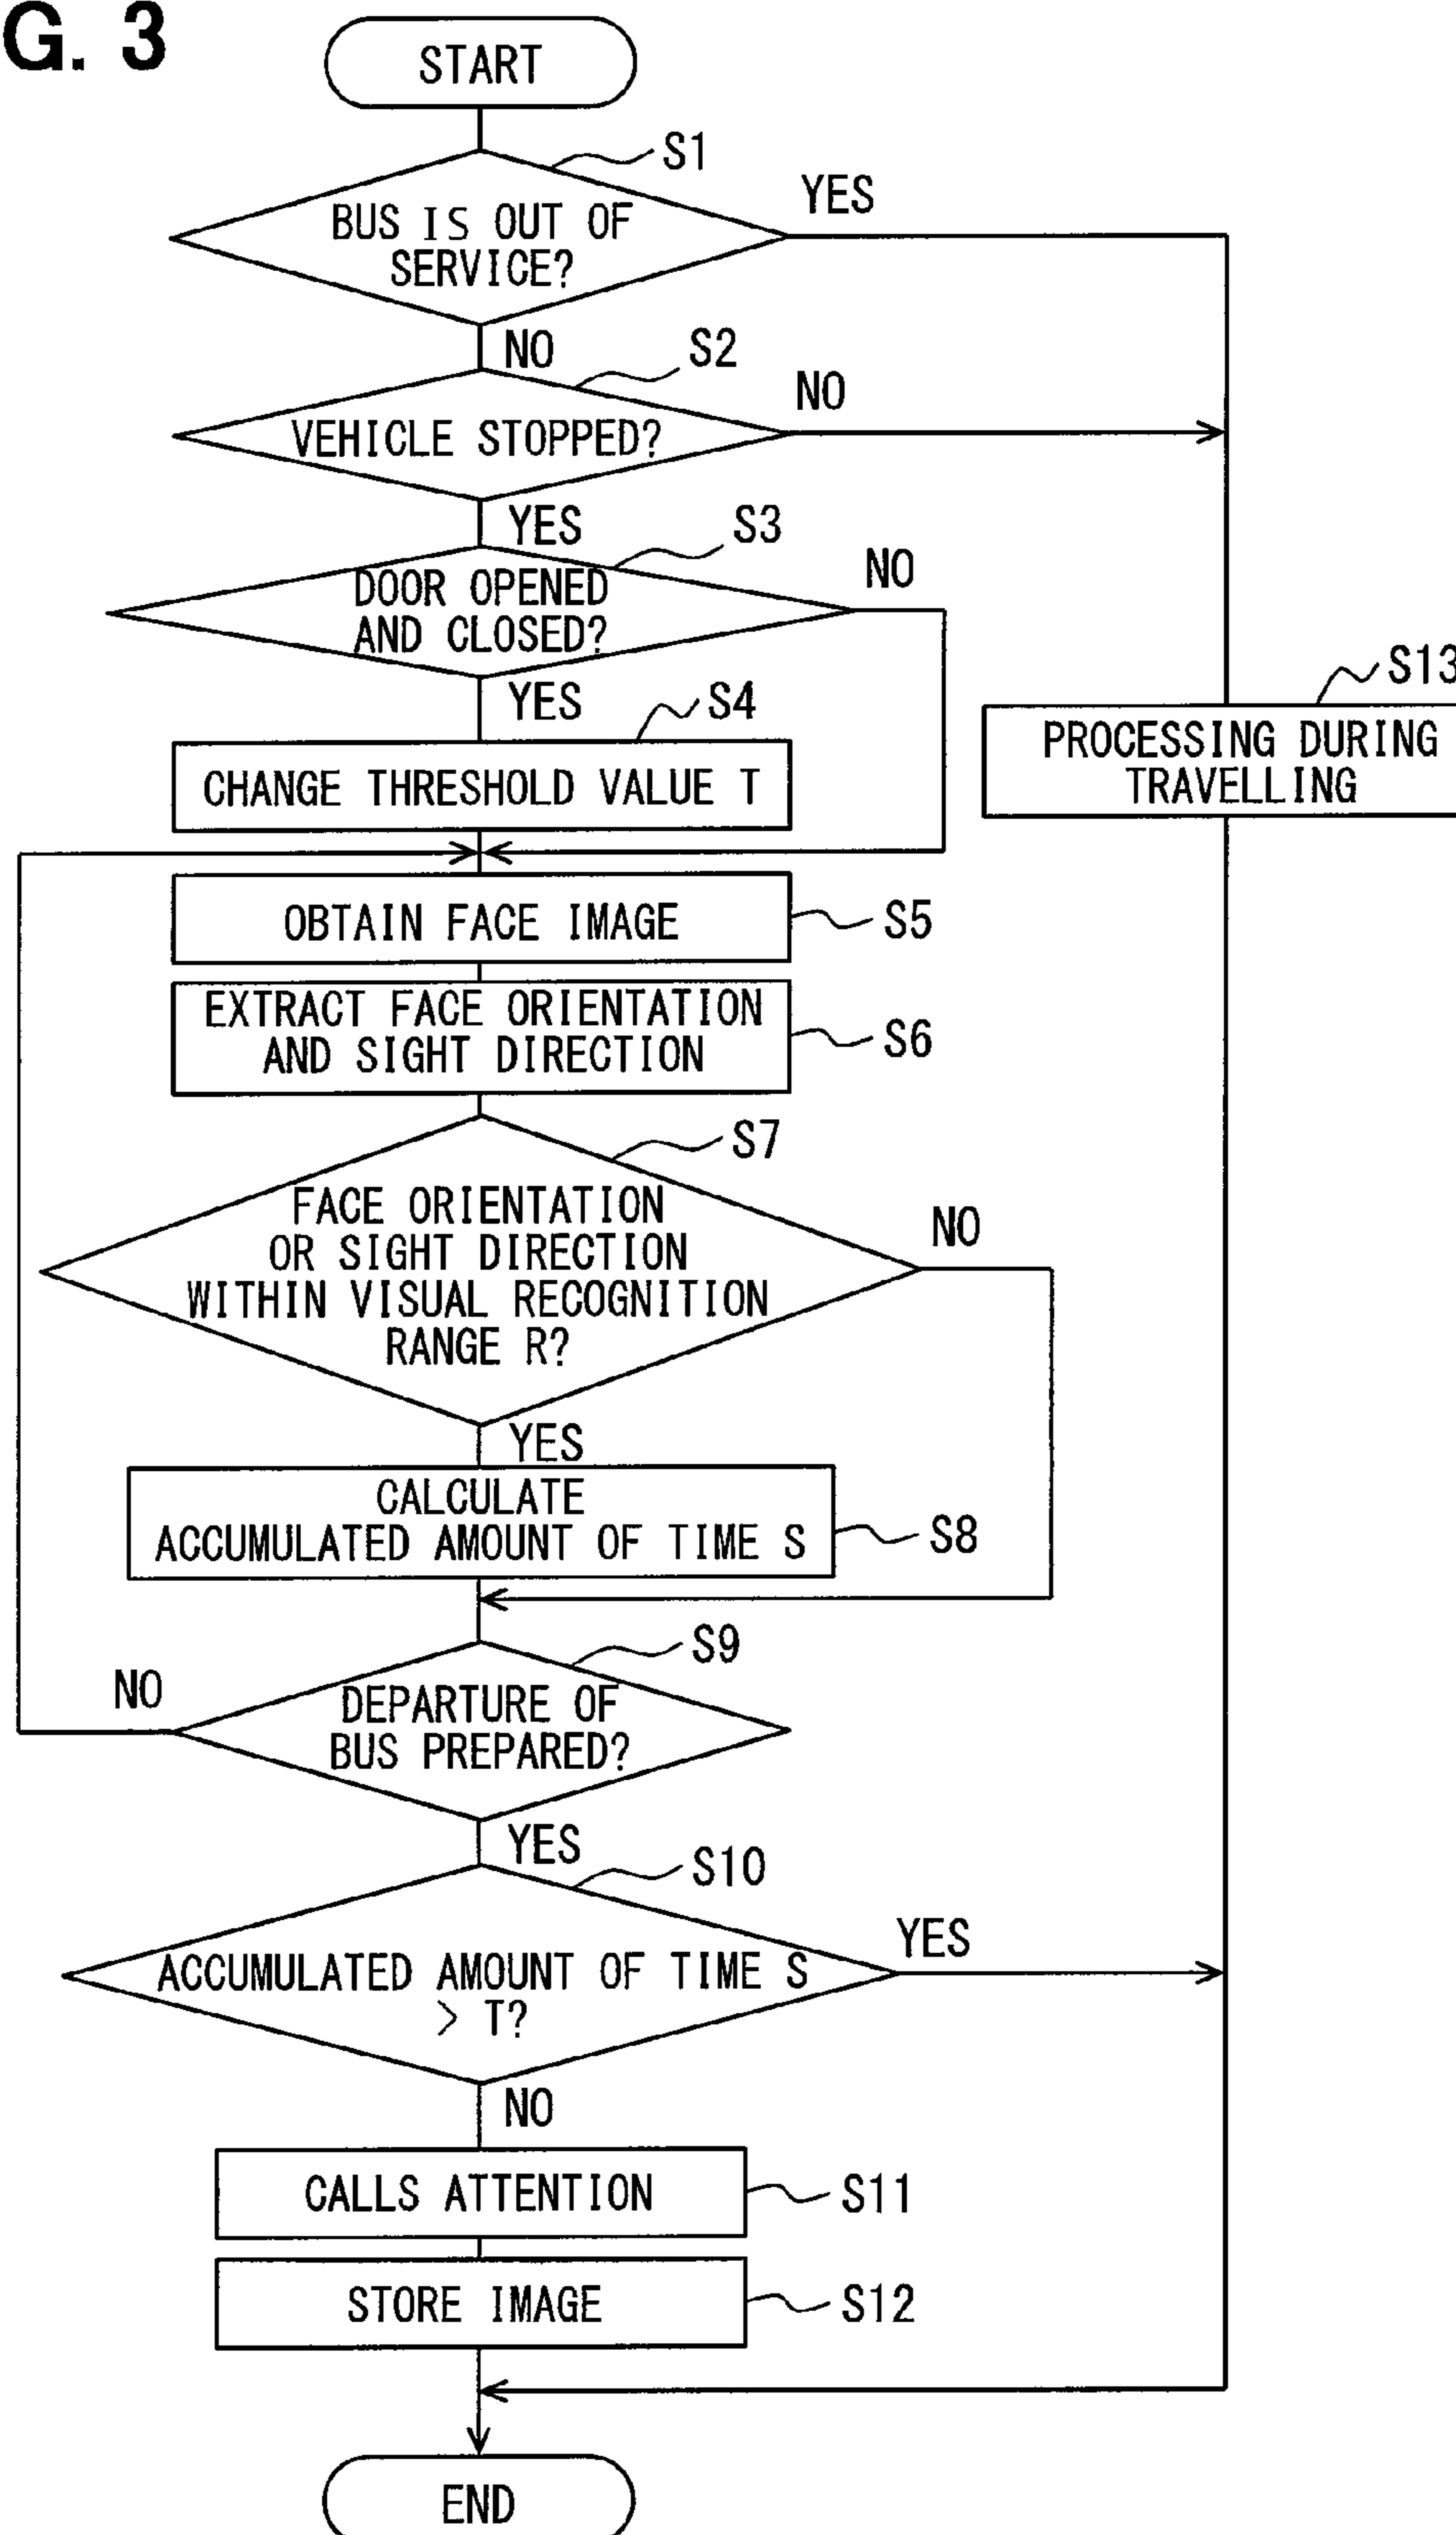 G. 3
START
S1
YES
BUS IS OUT OF
SERVICE?
NO
S2
NO
VEHICLE STOPPED?
YES
S3
NO
DOOR OPENED
AND CLOSED?
YES
S4
S13
CHANGE THRESHOLD VALUE T
PROCESSING DURING
TRAVELLING
OBTAIN FACE IMAGE
S5
EXTRACT FACE ORIENTATION
AND SIGHT DIRECTION
S6
S7
FACE ORIENTATION
OR SIGHT DIRECTION
WITHIN VISUAL RECOGNITION
RANGE R?
NO
YES
CALCULATE
ACCUMULATED AMOUNT OF TIME S
S8
S9
NO
DEPARTURE OF
BUS PREPARED?
YES
S10
YES
ACCUMULATED AMOUNT OF TIME S
> T?
NO
CALLS ATTENTION
S11
STORE IMAGE
S12
END